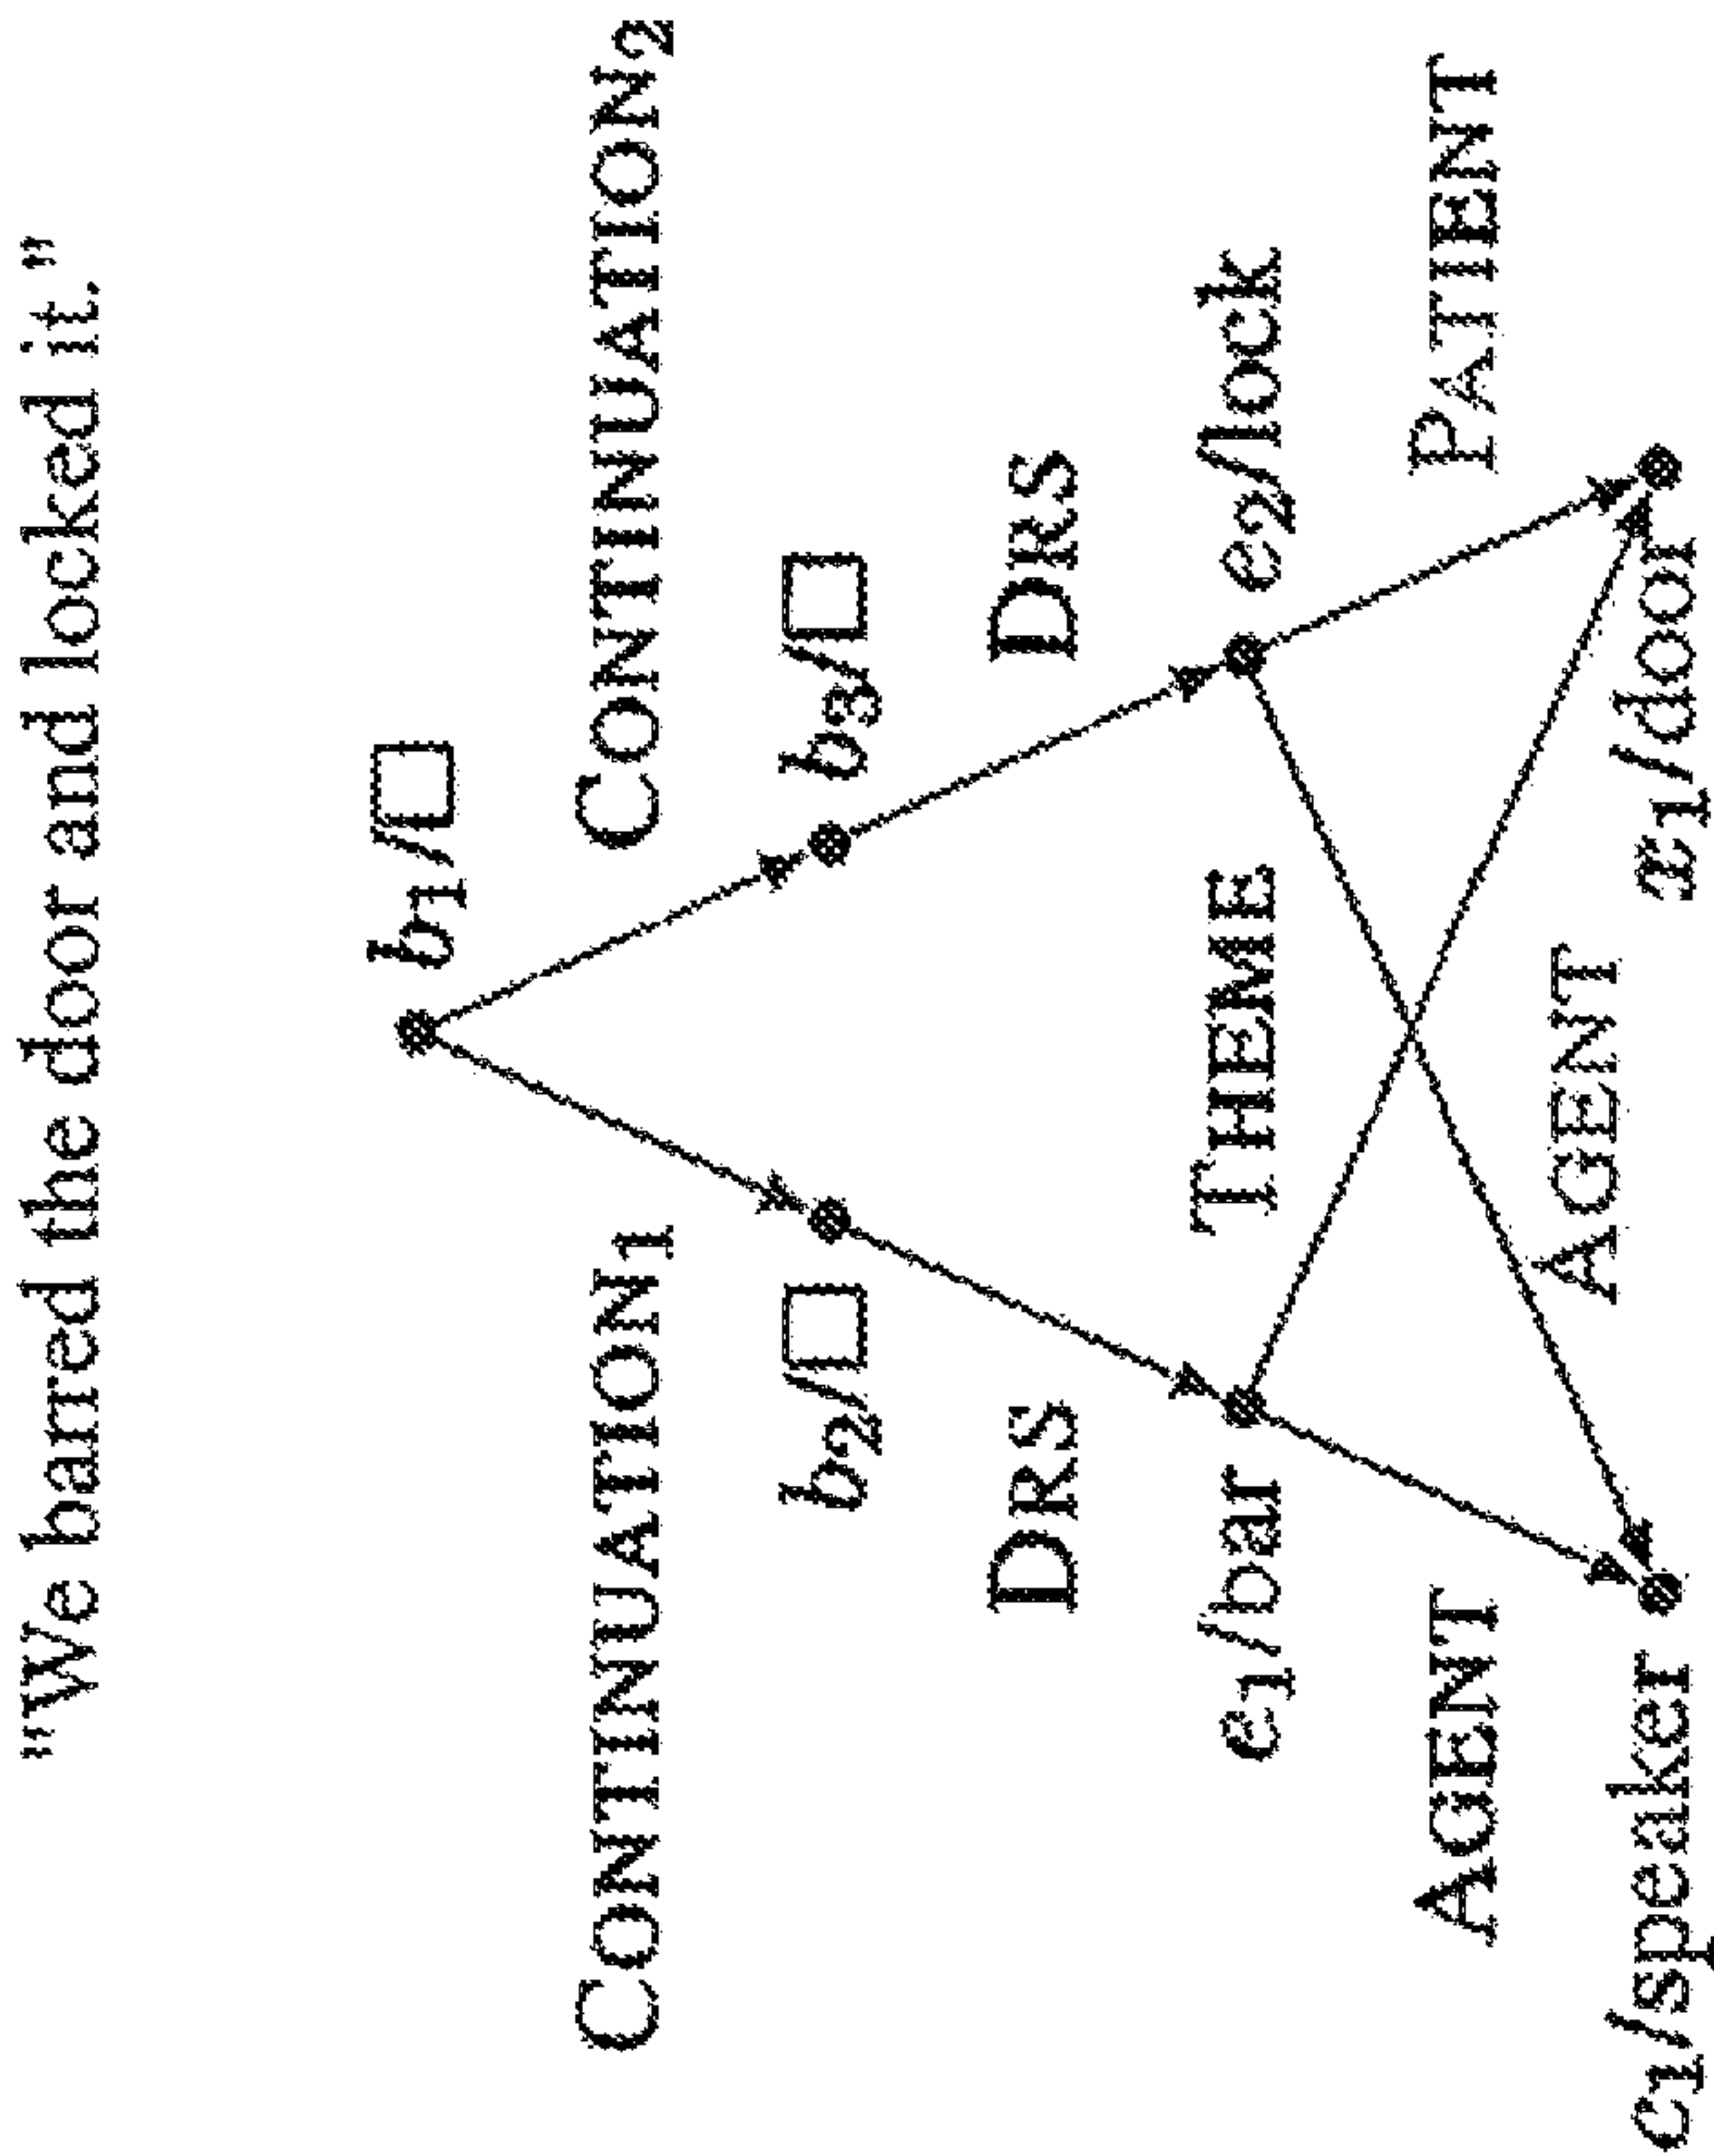 "We barred the door and locked it."
b₁/□
CONTINUATION₁ CONTINUATION₂
b₂/□ b₃/□
DRS DRS
e₁/bar THEME e₂/lock
AGENT PATIENT
AGENT
c₁/speaker x₁/door